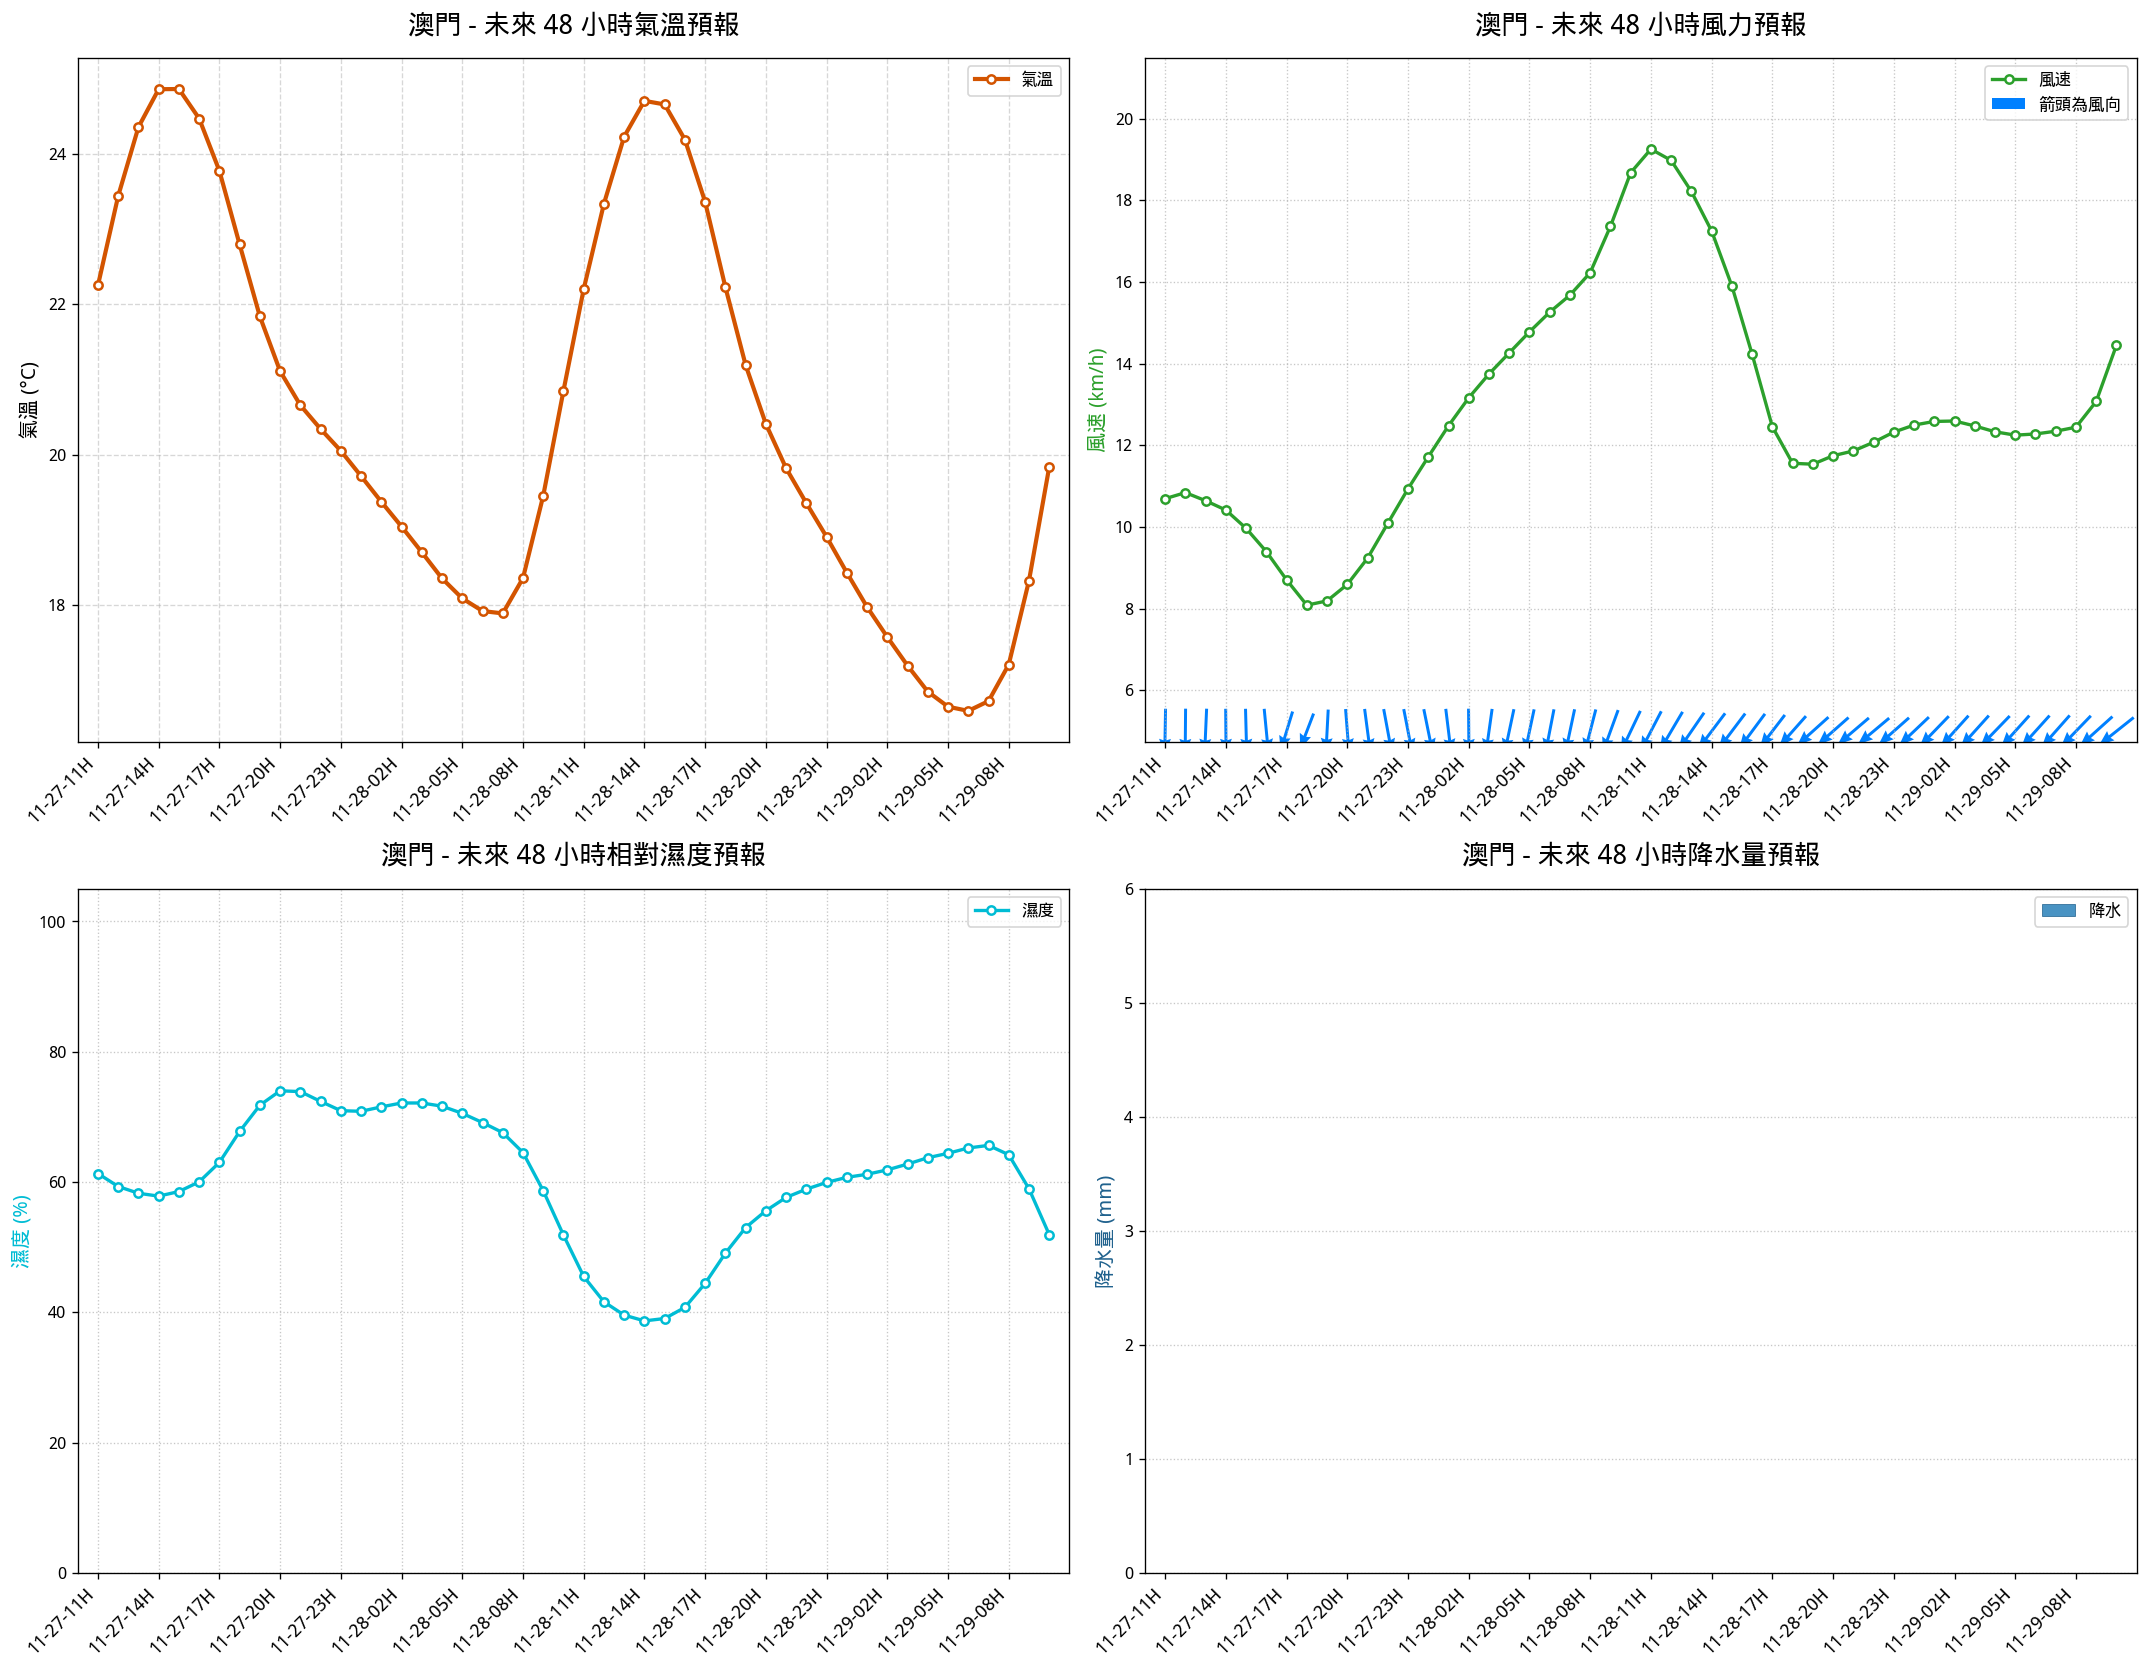 澳門 - 未來 48 小時氣溫預報
氣溫
氣溫 (°C)
24
22
20
18
11-27-11H
11-27-14H
11-27-17H
11-27-20H
11-27-23H
11-28-02H
11-28-05H
11-28-08H
11-28-11H
11-28-14H
11-28-17H
11-28-20H
11-28-23H
11-29-02H
11-29-05H
11-29-08H
澳門 - 未來 48 小時風力預報
風速
箭頭為風向
風速 (km/h)
20
18
16
14
12
10
8
6
11-27-11H
11-27-14H
11-27-17H
11-27-20H
11-27-23H
11-28-02H
11-28-05H
11-28-08H
11-28-11H
11-28-14H
11-28-17H
11-28-20H
11-28-23H
11-29-02H
11-29-05H
11-29-08H
澳門 - 未來 48 小時相對濕度預報
濕度
濕度 (%)
100
80
60
40
20
0
11-27-11H
11-27-14H
11-27-17H
11-27-20H
11-27-23H
11-28-02H
11-28-05H
11-28-08H
11-28-11H
11-28-14H
11-28-17H
11-28-20H
11-28-23H
11-29-02H
11-29-05H
11-29-08H
澳門 - 未來 48 小時降水量預報
降水
降水量 (mm)
6
5
4
3
2
1
0
11-27-11H
11-27-14H
11-27-17H
11-27-20H
11-27-23H
11-28-02H
11-28-05H
11-28-08H
11-28-11H
11-28-14H
11-28-17H
11-28-20H
11-28-23H
11-29-02H
11-29-05H
11-29-08H